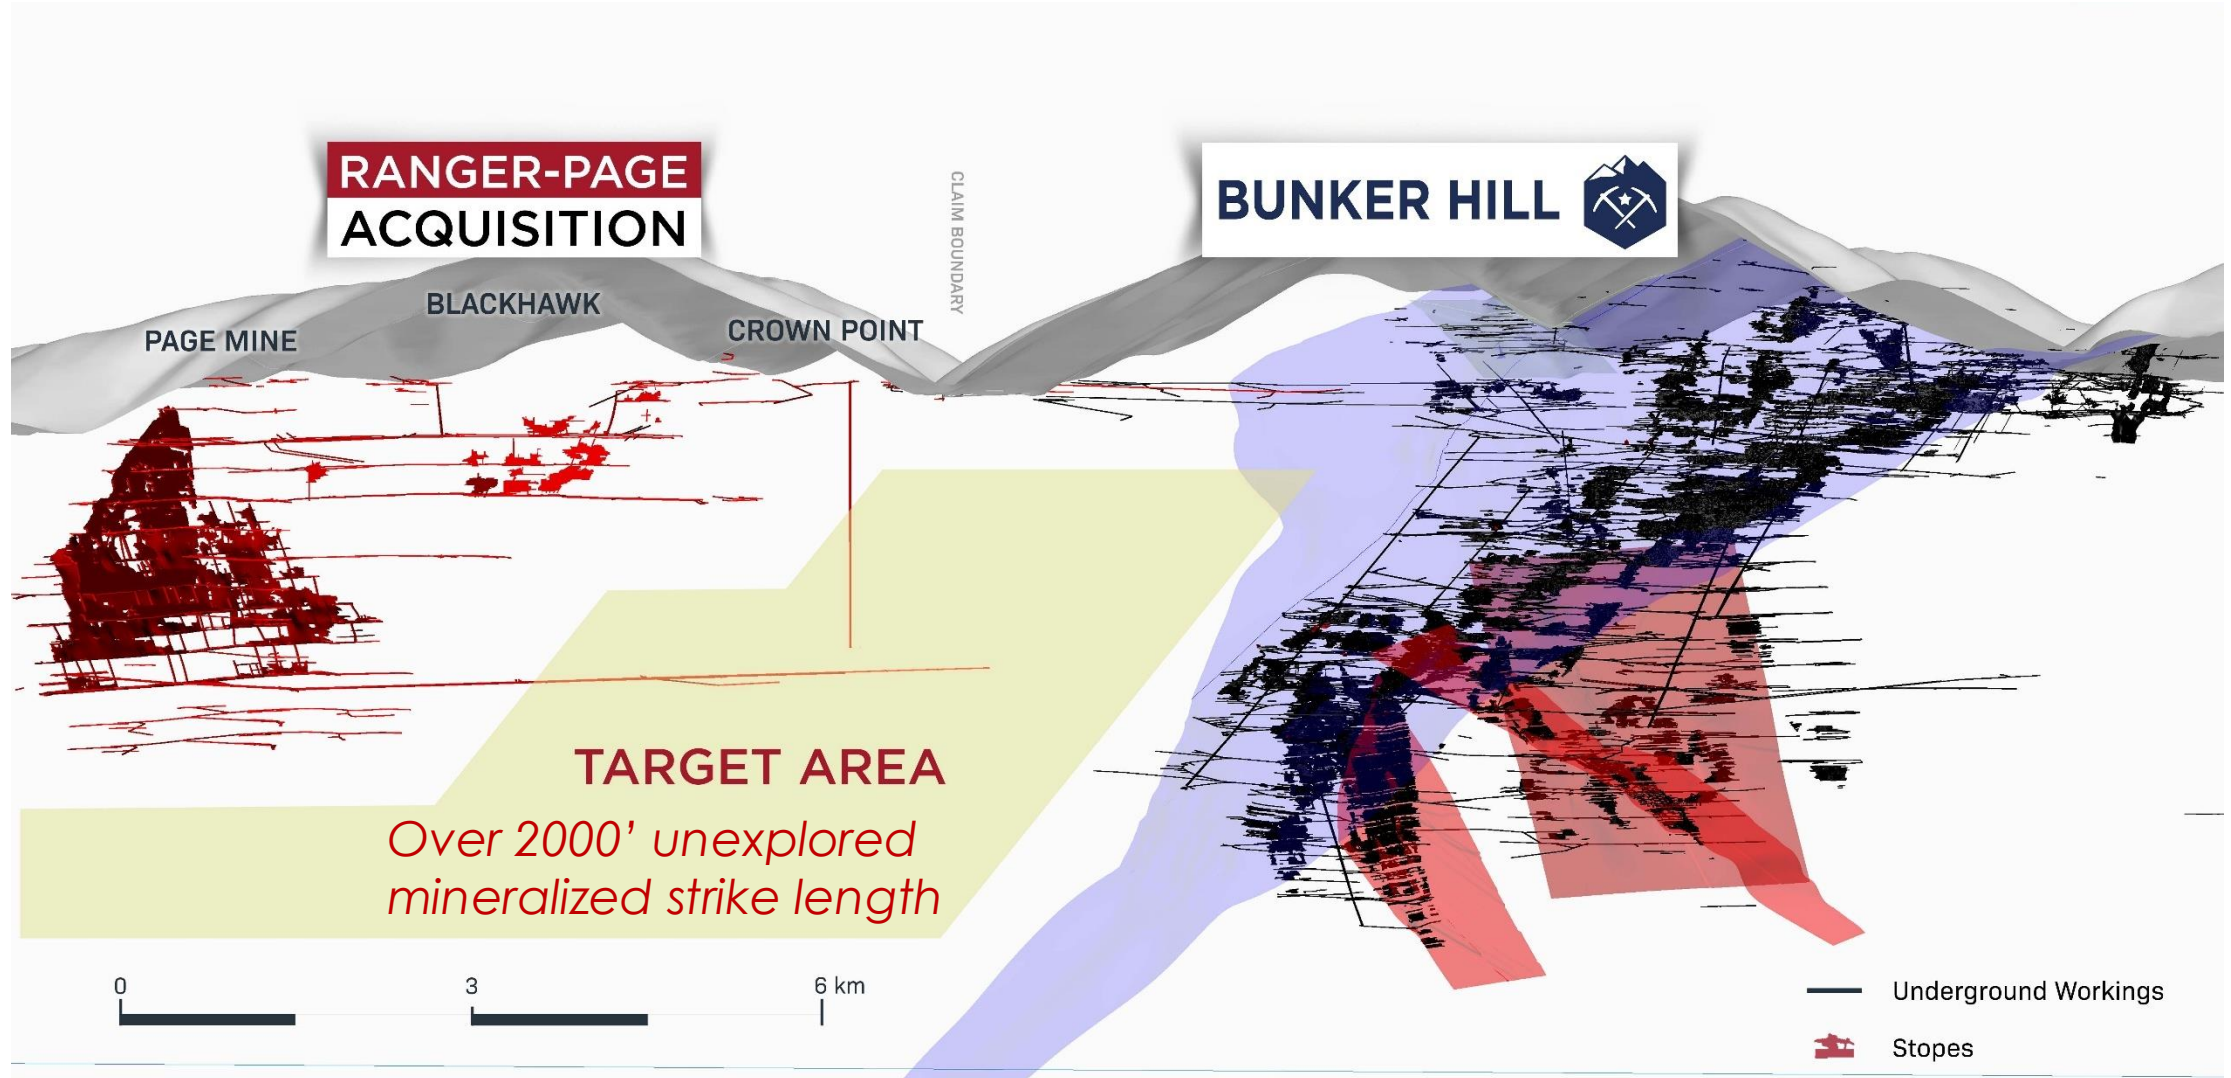 RANGER-PAGE
ACQUISITION
BUNKER HILL
CLAIM BOUNDARY
PAGE MINE
BLACKHAWK
CROWN POINT
TARGET AREA
Over 2000’ unexplored
mineralized strike length
0 3 6 km
Underground Workings
Stopes